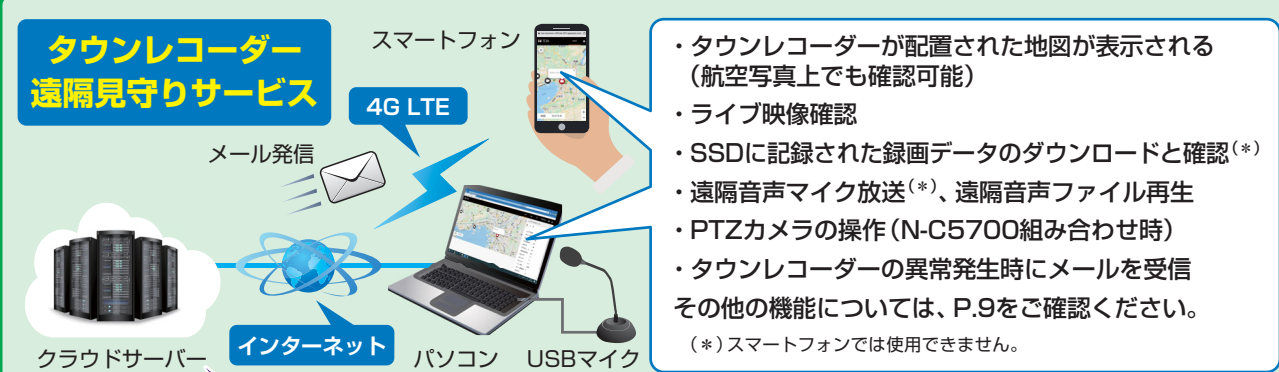 タウンレコーダー
遠隔見守りサービス
スマートフォン
4G LTE
メール発信
クラウドサーバー
インターネット
パソコン
USBマイク
・タウンレコーダーが配置された地図が表示される
（航空写真上でも確認可能）
・ライブ映像確認
・SSDに記録された録画データのダウンロードと確認(*)
・遠隔音声マイク放送(*)、遠隔音声ファイル再生
・PTZカメラの操作（N-C5700組み合わせ時）
・タウンレコーダーの異常発生時にメールを受信
その他の機能については、P.9をご確認ください。
（*）スマートフォンでは使用できません。